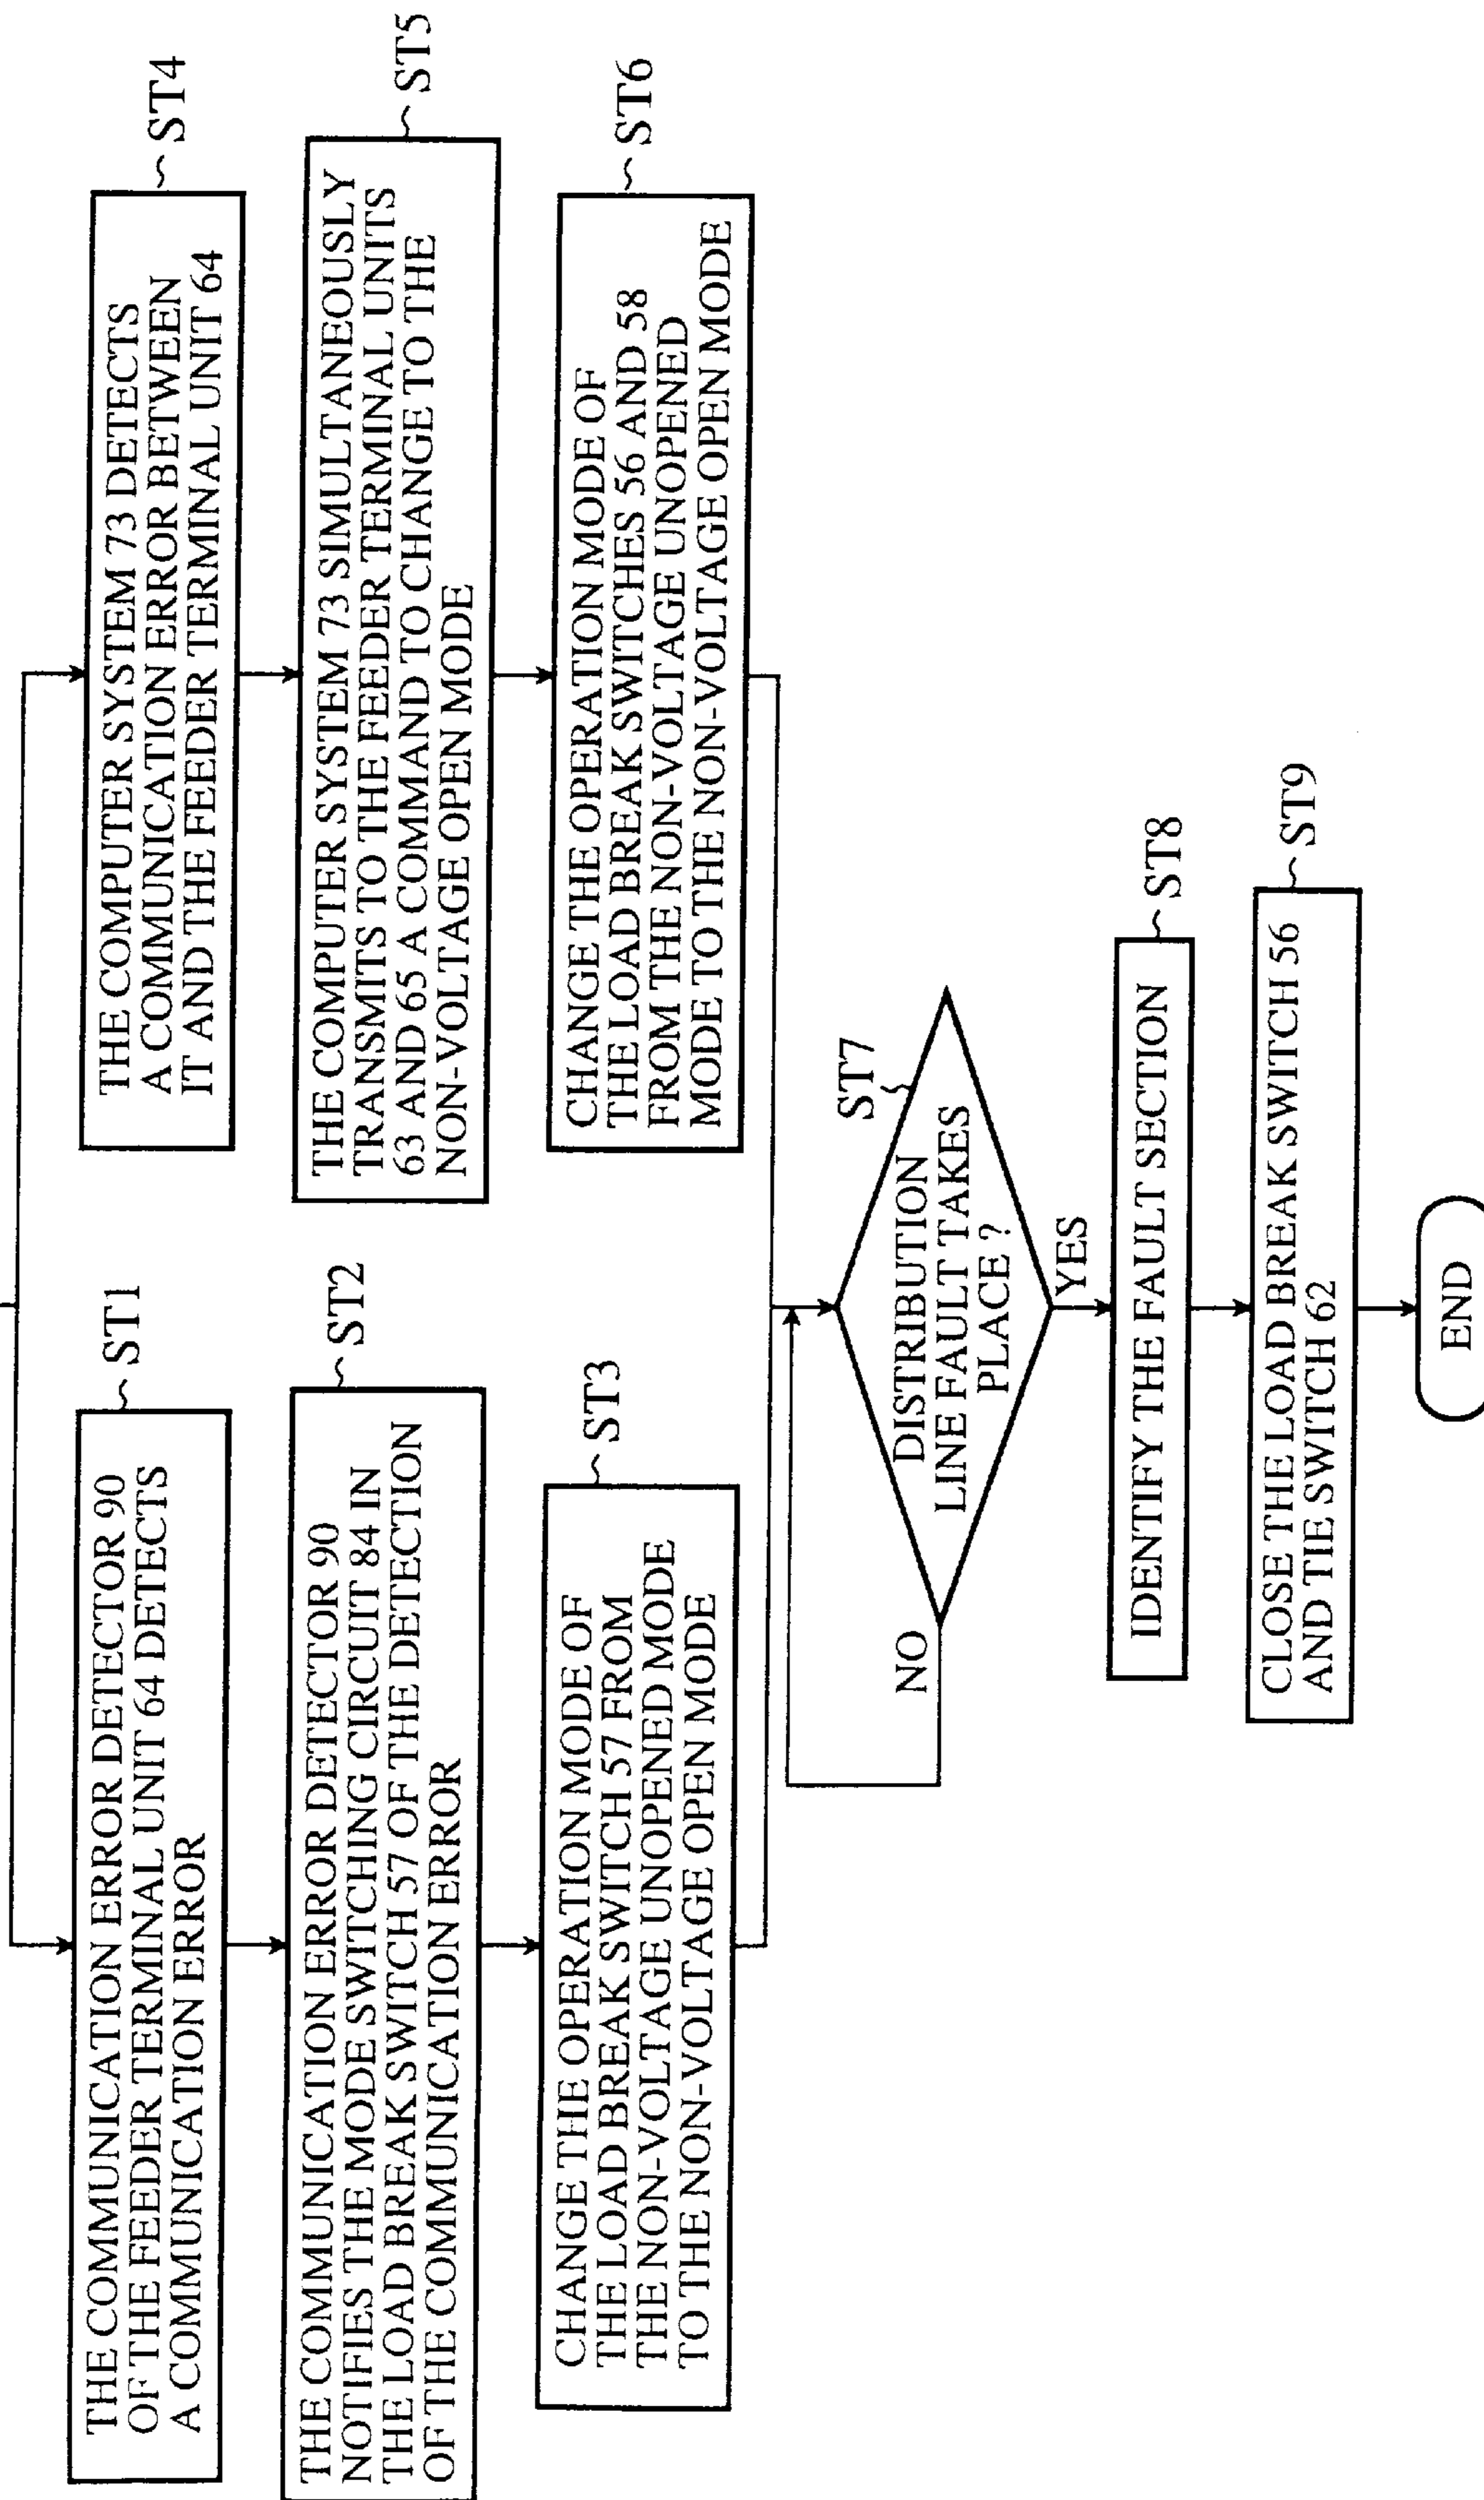 THE COMMUNICATION ERROR DETECTOR 90
OF THE FEEDER TERMINAL UNIT 64 DETECTS
A COMMUNICATION ERROR
ST1
THE COMMUNICATION ERROR DETECTOR 90
NOTIFIES THE MODE SWITCHING CIRCUIT 84 IN
THE LOAD BREAK SWITCH 57 OF THE DETECTION
OF THE COMMUNICATION ERROR
ST2
CHANGE THE OPERATION MODE OF
THE LOAD BREAK SWITCH 57 FROM
THE NON-VOLTAGE UNOPENED MODE
TO THE NON-VOLTAGE OPEN MODE
ST3
THE COMPUTER SYSTEM 73 DETECTS
A COMMUNICATION ERROR BETWEEN
IT AND THE FEEDER TERMINAL UNIT 64
ST4
THE COMPUTER SYSTEM 73 SIMULTANEOUSLY
TRANSMITS TO THE FEEDER TERMINAL UNITS
63 AND 65 A COMMAND TO CHANGE TO THE
NON-VOLTAGE OPEN MODE
ST5
CHANGE THE OPERATION MODE OF
THE LOAD BREAK SWITCHES 56 AND 58
FROM THE NON-VOLTAGE UNOPENED
MODE TO THE NON-VOLTAGE OPEN MODE
ST6
ST7
DISTRIBUTION
LINE FAULT TAKES
PLACE ?
NO
YES
IDENTIFY THE FAULT SECTION
ST8
CLOSE THE LOAD BREAK SWITCH 56
AND TIE SWITCH 62
ST9
END